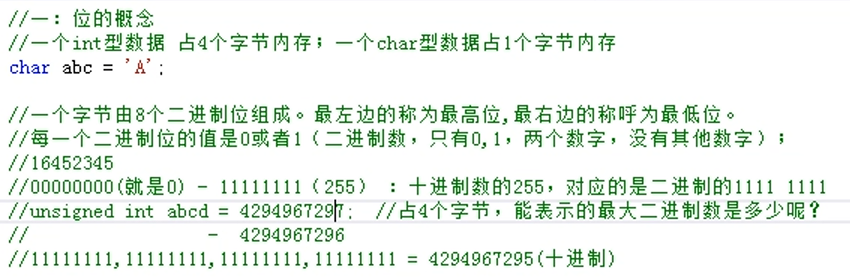 //一: 位的概念
//一个int型数据 占4个字节内存; 一个char型数据占1个字节内存
char abc = 'A';
//一个字节由8个二进制位组成。最左边的称为最高位,最右边的称呼为最低位。
//每一个二进制位的值是0或者1（二进制数，只有0,1，两个数字，没有其他数字）;
//16452345
//00000000(就是0) - 11111111（255） : 十进制数的255，对应的是二进制的1111 1111
//unsigned int abcd = 4294967297; //占4个字节，能表示的最大二进制数是多少呢?
// - 4294967296
//11111111,11111111,11111111,11111111 = 4294967295(十进制)